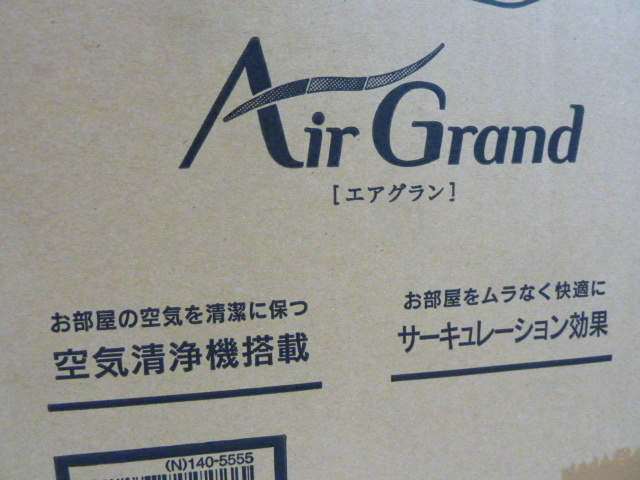 Air Grand
[エアグラン]
お部屋の空気を清潔に保つ
空気清浄機搭載
お部屋をムラなく快適に
サーキュレーション効果
(N)140-5555